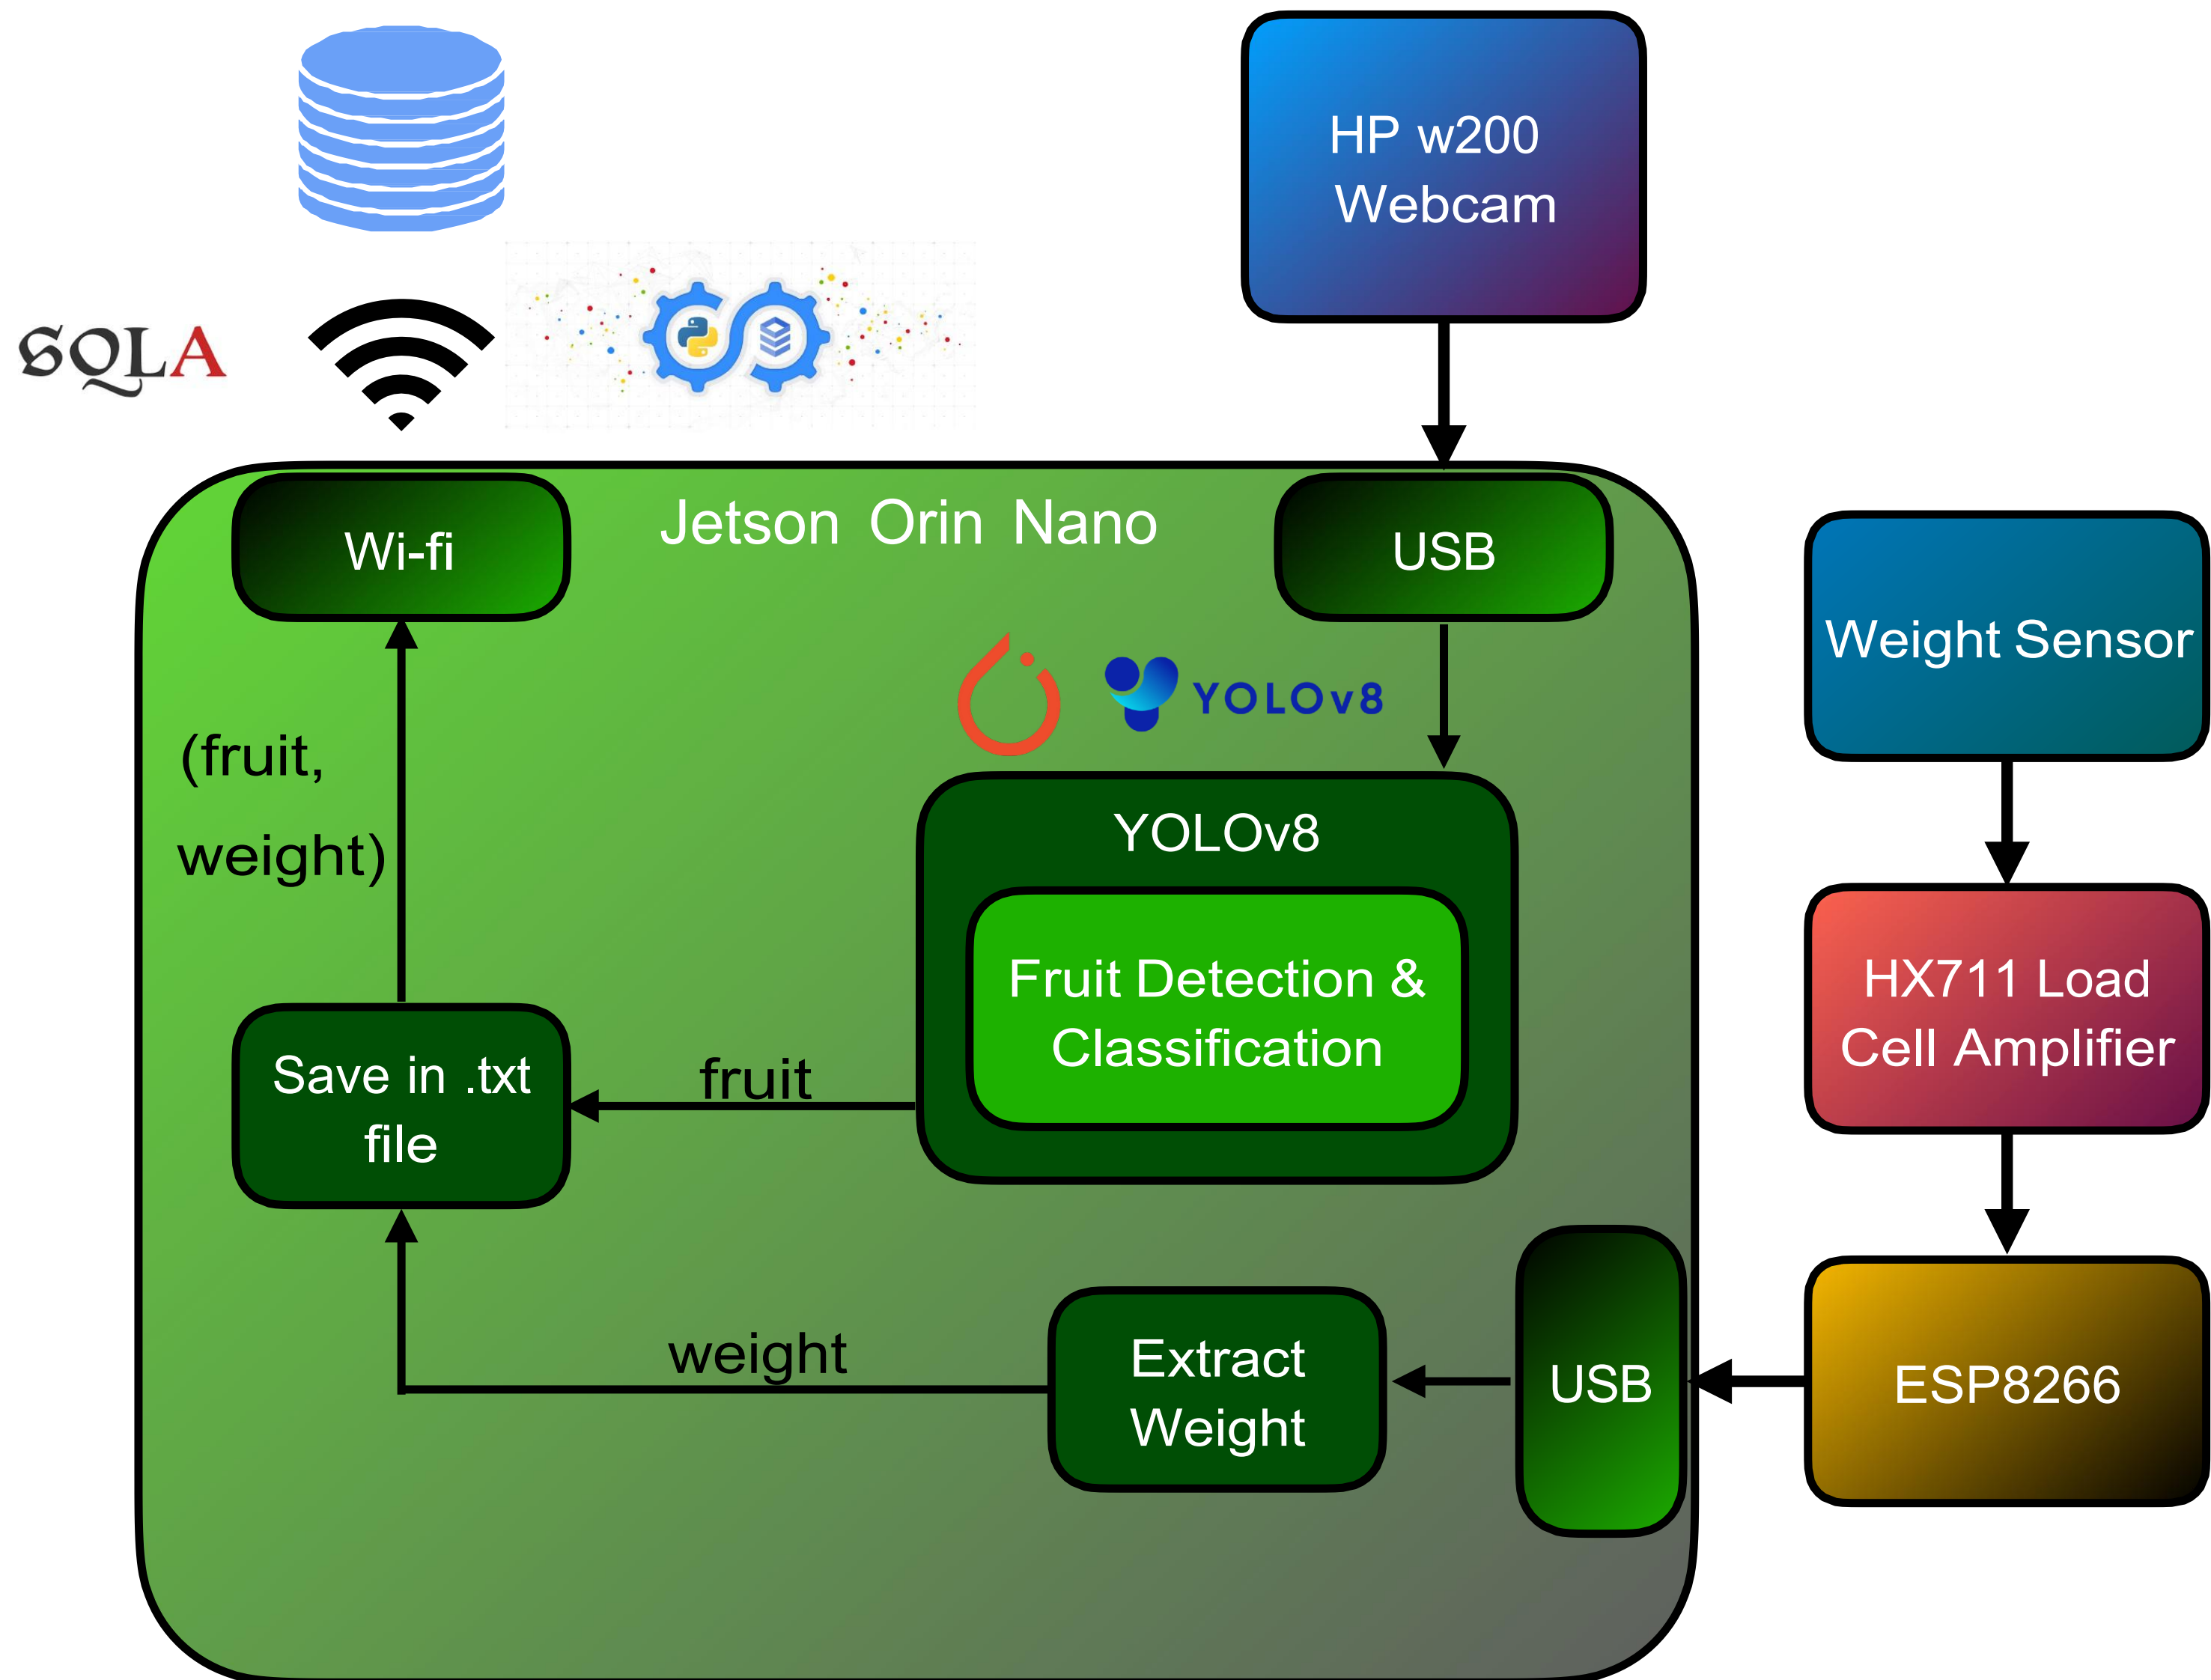 HP w200
Webcam
SQLA
Jetson Orin Nano
Wi-fi
USB
YOLOv8
Weight Sensor
(fruit,
weight)
YOLOv8
Fruit Detection &
Classification
HX711 Load
Cell Amplifier
Save in .txt
file
fruit
weight
Extract
Weight
USB
ESP8266